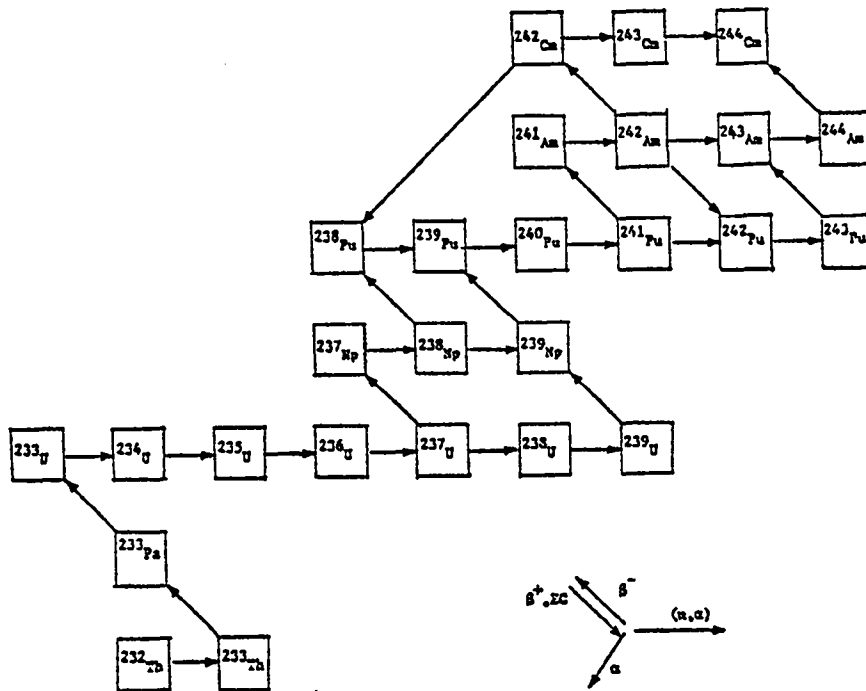 242Cm 243Cm 244Cm
241Am 242Am 243Am 244Am
238Pu 239Pu 240Pu 241Pu 242Pu 243Pu
237Np 238Np 239Np
233U 234U 235U 236U 237U 238U 239U
233Pa
β+,EC β- (n,α)
α
232Th 233Th